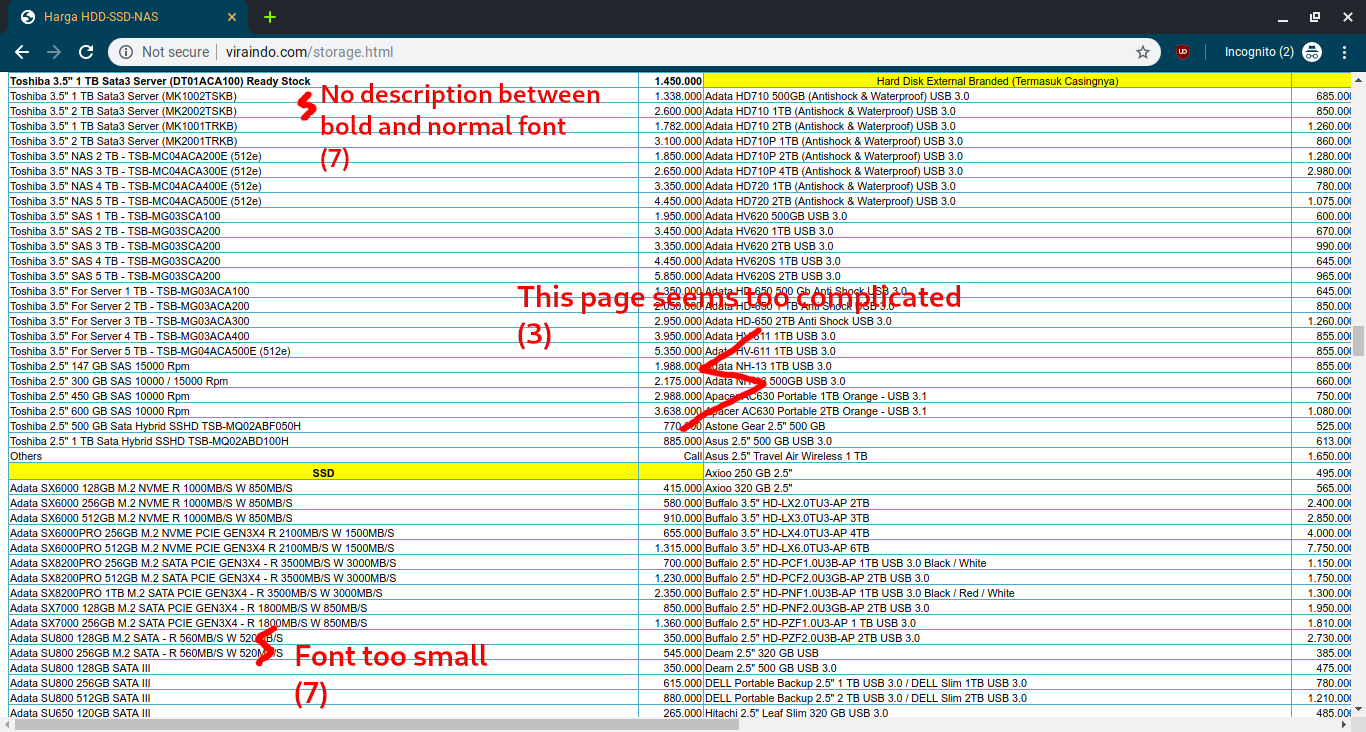 Harga HDD-SSD-NAS
Not secure viraindo.com/storage.html Incognito (2)
Toshiba 3.5" 1 TB Sata3 Server (DT01ACA100) Ready Stock 1.450.000 Hard Disk External Branded (Termasuk Casingnya)
Toshiba 3.5" 1 TB Sata3 Server (MK1002TSKB) 1.338.000 Adata HD710 500GB (Antishock & Waterproof) USB 3.0 685.000
Toshiba 3.5" 2 TB Sata3 Server (MK2002TSKB) 2.600.000 Adata HD710 1TB (Antishock & Waterproof) USB 3.0 850.000
Toshiba 3.5" 1 TB Sata3 Server (MK1001TRKB) 1.782.000 Adata HD710 2TB (Antishock & Waterproof) USB 3.0 1.260.000
Toshiba 3.5" 2 TB Sata3 Server (MK2001TRKB) 3.100.000 Adata HD710P 1TB (Antishock & Waterproof) USB 3.0 860.000
Toshiba 3.5" NAS 2 TB - TSB-MC04ACA200E (512e) 1.850.000 Adata HD710P 2TB (Antishock & Waterproof) USB 3.0 1.280.000
Toshiba 3.5" NAS 3 TB - TSB-MC04ACA300E (512e) 2.650.000 Adata HD710P 4TB (Antishock & Waterproof) USB 3.0 2.980.000
Toshiba 3.5" NAS 4 TB - TSB-MC04ACA400E (512e) 3.350.000 Adata HD720 1TB (Antishock & Waterproof) USB 3.0 780.000
Toshiba 3.5" NAS 5 TB - TSB-MC04ACA500E (512e) 4.450.000 Adata HD720 2TB (Antishock & Waterproof) USB 3.0 1.075.000
Toshiba 3.5" SAS 1 TB - TSB-MG03SCA100 1.950.000 Adata HV620 500GB USB 3.0 600.000
Toshiba 3.5" SAS 2 TB - TSB-MG03SCA200 3.450.000 Adata HV620 1TB USB 3.0 670.000
Toshiba 3.5" SAS 3 TB - TSB-MG03SCA200 3.350.000 Adata HV620 2TB USB 3.0 990.000
Toshiba 3.5" SAS 4 TB - TSB-MG03SCA200 4.450.000 Adata HV620S 1TB USB 3.0 645.000
Toshiba 3.5" SAS 5 TB - TSB-MG03SCA200 5.850.000 Adata HV620S 2TB USB 3.0 965.000
Toshiba 3.5" For Server 1 TB - TSB-MG03ACA100 1.350.000 Adata HD-650 500 Gb Anti Shock USB 3.0 645.000
Toshiba 3.5" For Server 2 TB - TSB-MG03ACA200 2.050.000 Adata HD-650 1TB Anti Shock USB 3.0 850.000
Toshiba 3.5" For Server 3 TB - TSB-MG03ACA300 2.950.000 Adata HD-650 2TB Anti Shock USB 3.0 1.260.000
Toshiba 3.5" For Server 4 TB - TSB-MG03ACA400 3.950.000 Adata HV-611 1TB USB 3.0 855.000
Toshiba 3.5" For Server 5 TB - TSB-MG04ACA500E (512e) 5.350.000 Adata HV-611 1TB USB 3.0 855.000
Toshiba 2.5" 147 GB SAS 15000 Rpm 1.988.000 Adata NH-13 1TB USB 3.0 855.000
Toshiba 2.5" 300 GB SAS 10000 / 15000 Rpm 2.175.000 Adata NH-13 500GB USB 3.0 660.000
Toshiba 2.5" 450 GB SAS 10000 Rpm 2.988.000 Apacer AC630 Portable 1TB Orange - USB 3.1 750.000
Toshiba 2.5" 600 GB SAS 10000 Rpm 3.638.000 Apacer AC630 Portable 2TB Orange - USB 3.1 1.080.000
Toshiba 2.5" 500 GB Sata Hybrid SSHD TSB-MQ02ABF050H 770.000 Astone Gear 2.5" 500 GB 525.000
Toshiba 2.5" 1 TB Sata Hybrid SSHD TSB-MQ02ABD100H 885.000 Asus 2.5" 500 GB USB 3.0 613.000
Others Call Asus 2.5" Travel Air Wireless 1 TB 1.650.000
SSD Axioo 250 GB 2.5" 495.000
Adata SX6000 128GB M.2 NVME R 1000MB/S W 850MB/S 415.000 Axioo 320 GB 2.5" 565.000
Adata SX6000 256GB M.2 NVME R 1000MB/S W 850MB/S 580.000 Buffalo 3.5" HD-LX2.0TU3-AP 2TB 2.400.000
Adata SX6000 512GB M.2 NVME R 1000MB/S W 850MB/S 910.000 Buffalo 3.5" HD-LX3.0TU3-AP 3TB 2.850.000
Adata SX6000PRO 256GB M.2 NVME PCIE GEN3X4 R 2100MB/S W 1500MB/S 655.000 Buffalo 3.5" HD-LX4.0TU3-AP 4TB 4.000.000
Adata SX6000PRO 512GB M.2 NVME PCIE GEN3X4 R 2100MB/S W 1500MB/S 1.315.000 Buffalo 3.5" HD-LX6.0TU3-AP 6TB 7.750.000
Adata SX8200PRO 256GB M.2 SATA PCIE GEN3X4 - R 3500MB/S W 3000MB/S 700.000 Buffalo 2.5" HD-PCF1.0U3B-AP 1TB USB 3.0 Black / White 1.150.000
Adata SX8200PRO 512GB M.2 SATA PCIE GEN3X4 - R 3500MB/S W 3000MB/S 1.230.000 Buffalo 2.5" HD-PCF2.0U3GB-AP 2TB USB 3.0 1.750.000
Adata SX8200PRO 1TB M.2 SATA PCIE GEN3X4 - R 3500MB/S W 3000MB/S 2.350.000 Buffalo 2.5" HD-PNF1.0U3B-AP 1TB USB 3.0 Black / Red / White 1.300.000
Adata SX7000 128GB M.2 SATA PCIE GEN3X4 - R 1800MB/S W 850MB/S 850.000 Buffalo 2.5" HD-PNF2.0U3GB-AP 2TB USB 3.0 1.950.000
Adata SX7000 256GB M.2 SATA PCIE GEN3X4 - R 1800MB/S W 850MB/S 1.360.000 Buffalo 2.5" HD-PZF1.0U3-AP 1 TB USB 3.0 1.810.000
Adata SU800 128GB M.2 SATA - R 560MB/S W 520MB/S 350.000 Buffalo 2.5" HD-PZF2.0U3B-AP 2TB USB 3.0 2.730.000
Adata SU800 256GB M.2 SATA - R 560MB/S W 520MB/S 545.000 Deam 2.5" 320 GB USB 385.000
Adata SU800 128GB SATA III 350.000 Deam 2.5" 500 GB USB 3.0 475.000
Adata SU800 256GB SATA III 615.000 DELL Portable Backup 2.5" 1 TB USB 3.0 / DELL Slim 1TB USB 3.0 780.000
Adata SU800 512GB SATA III 880.000 DELL Portable Backup 2.5" 2 TB USB 3.0 / DELL Slim 2 TB USB 3.0 1.210.000
Adata SU650 120GB SATA III 265.000 Hitachi 2.5" Leaf Slim 320 GB USB 3.0 485.000
No description between
bold and normal font
(7)
This page seems too complicated
(3)
Font too small
(7)